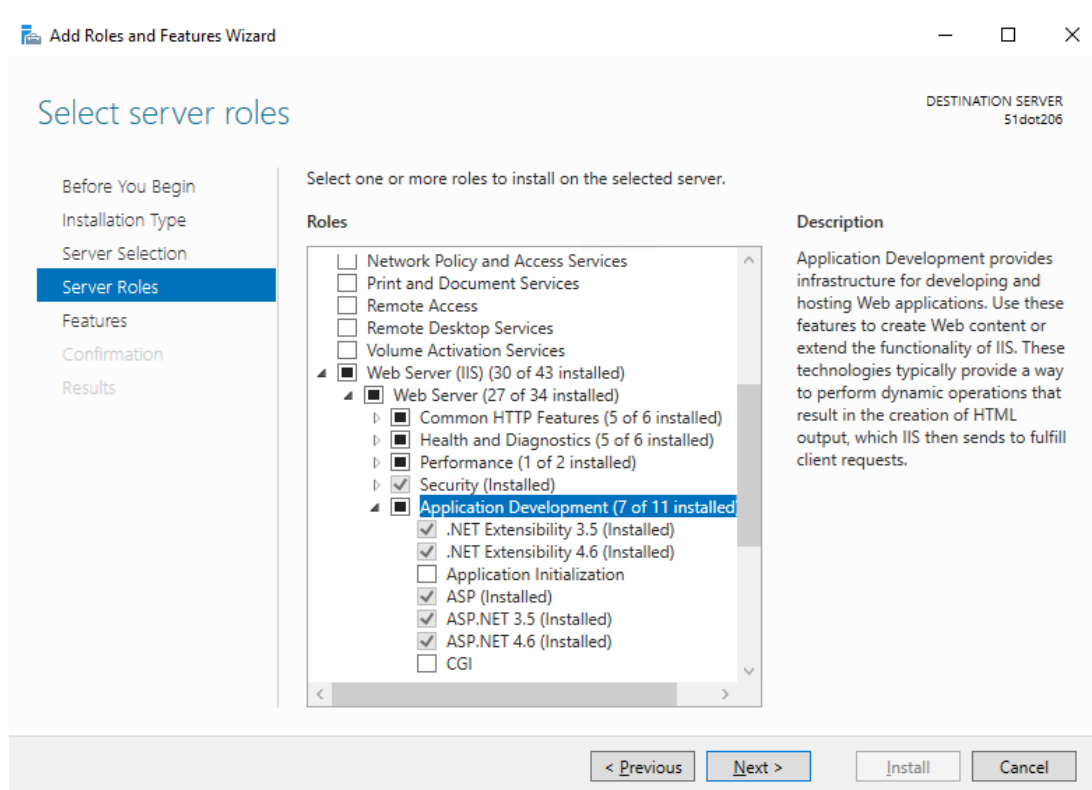 Add Roles and Features Wizard
Select server roles
DESTINATION SERVER
51dot206
Before You Begin
Installation Type
Server Selection
Server Roles
Features
Confirmation
Results
Select one or more roles to install on the selected server.
Roles
Network Policy and Access Services
Print and Document Services
Remote Access
Remote Desktop Services
Volume Activation Services
Web Server (IIS) (30 of 43 installed)
Web Server (27 of 34 installed)
Common HTTP Features (5 of 6 installed)
Health and Diagnostics (5 of 6 installed)
Performance (1 of 2 installed)
Security (Installed)
Application Development (7 of 11 installed)
.NET Extensibility 3.5 (Installed)
.NET Extensibility 4.6 (Installed)
Application Initialization
ASP (Installed)
ASP.NET 3.5 (Installed)
ASP.NET 4.6 (Installed)
CGI
Description
Application Development provides
infrastructure for developing and
hosting Web applications. Use these
features to create Web content or
extend the functionality of IIS. These
technologies typically provide a way
to perform dynamic operations that
result in the creation of HTML
output, which IIS then sends to fulfill
client requests.
< Previous
Next >
Install
Cancel